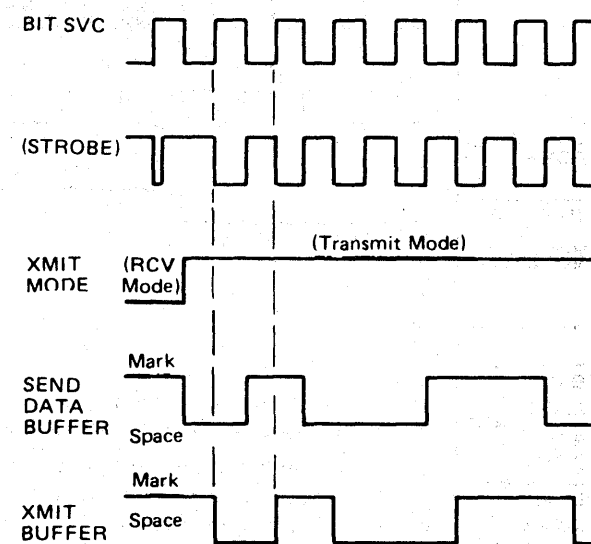 BIT SVC
(STROBE)
(Transmit Mode)
XMIT
MODE
(RCV
Mode)
Mark
SEND
DATA
BUFFER
Space
Mark
XMIT
BUFFER
Space